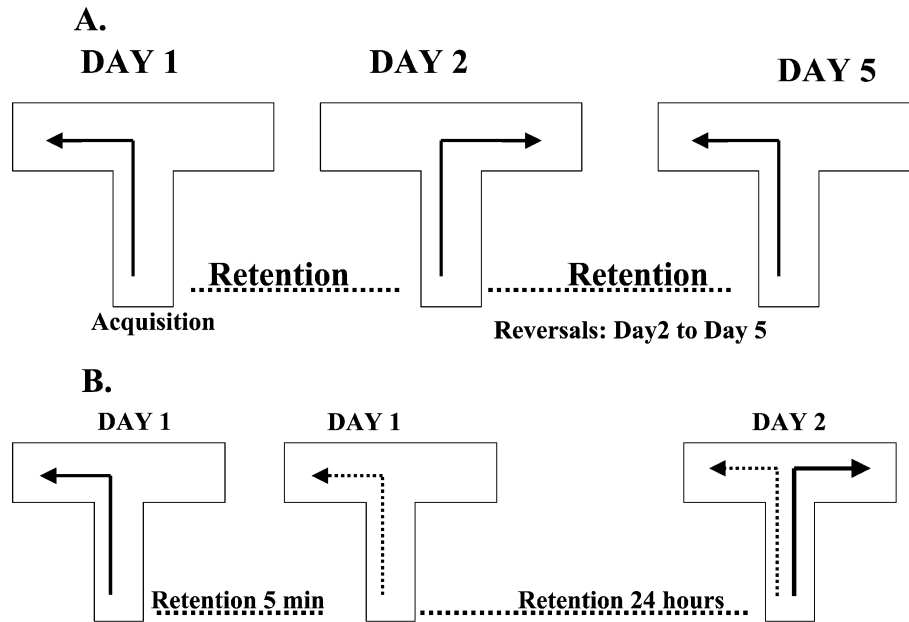 A.
DAY 1
DAY 2
DAY 5
Retention
Retention
Acquisition
Reversals: Day2 to Day 5
B.
DAY 1
DAY 1
DAY 2
Retention 5 min
Retention 24 hours